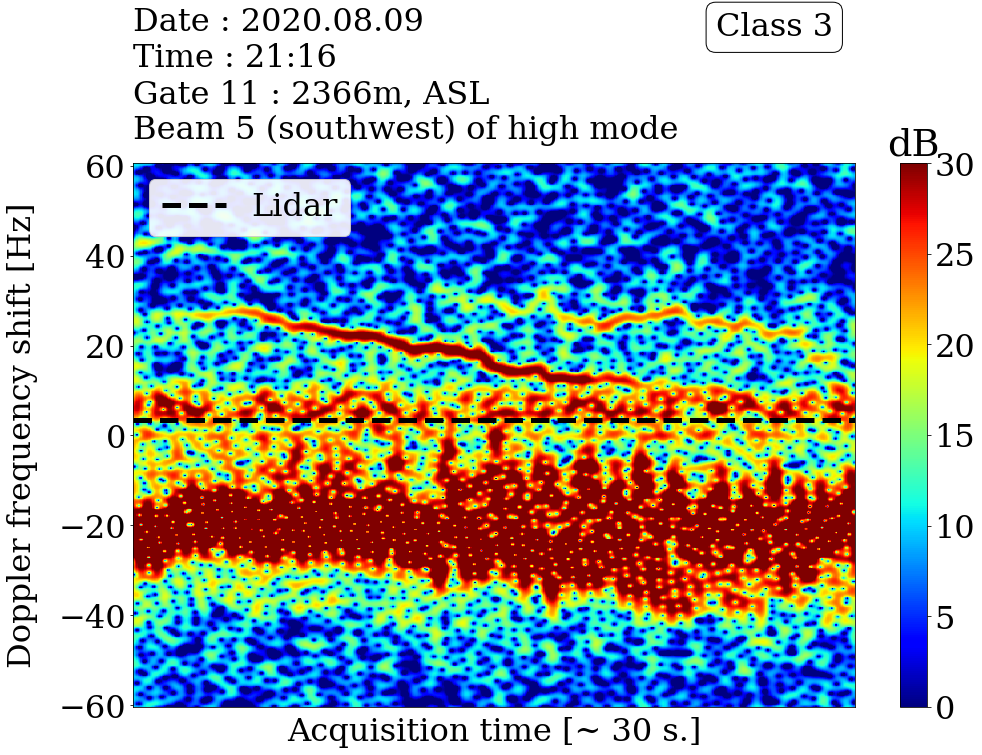 Date : 2020.08.09
Time : 21:16
Gate 11 : 2366m, ASL
Beam 5 (southwest) of high mode
Class 3
dB
Lidar
60
40
20
0
−20
−40
−60
Doppler frequency shift [Hz]
Acquisition time [~ 30 s.]
30
25
20
15
10
5
0